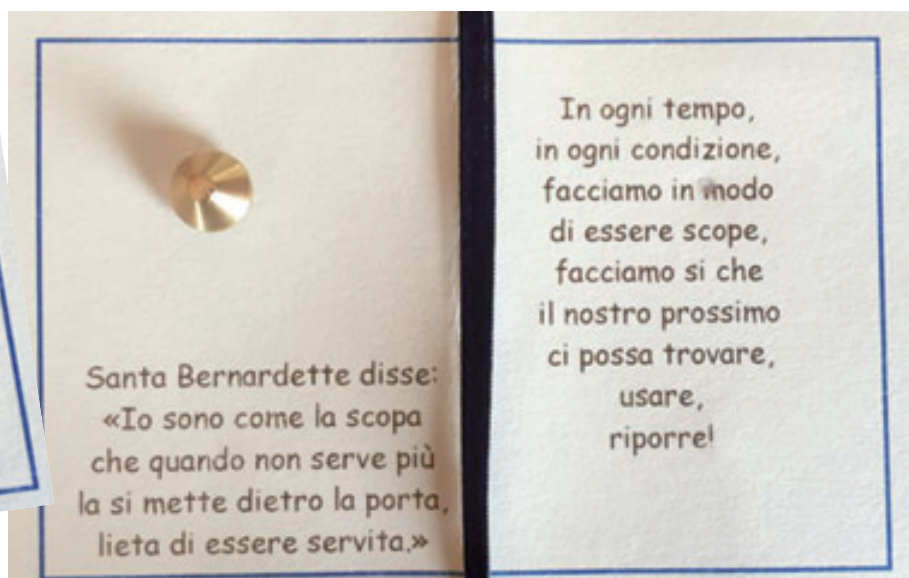 Santa Bernardette disse:
«Io sono come la scopa
che quando non serve più
la si mette dietro la porta,
lieta di essere servita.»
In ogni tempo,
in ogni condizione,
facciamo in modo
di essere scope,
facciamo si che
il nostro prossimo
ci possa trovare,
usare,
riporre!